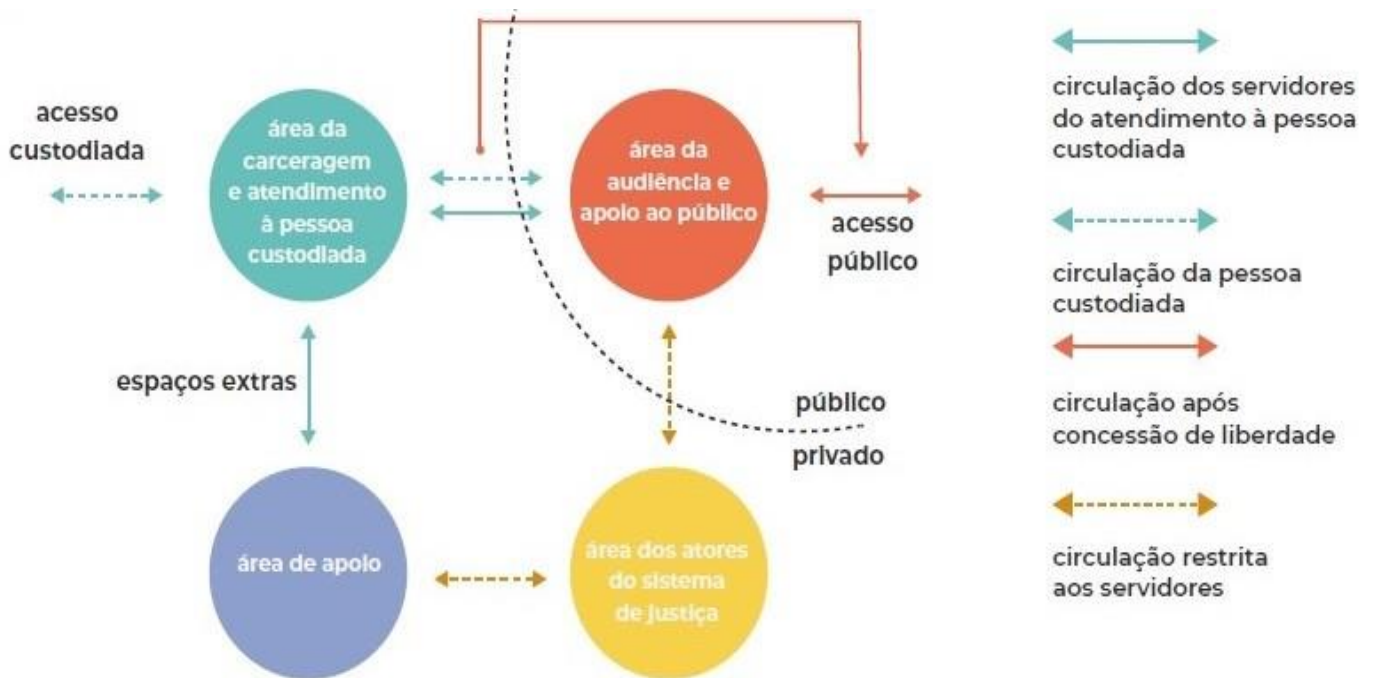 acesso
custodiada
área da
carceragem
e atendimento
à pessoa
custodiada
área da
audiência e
apoio ao público
acesso
público
espaços extras
público
privado
área de apoio
área dos atores
do sistema
de justiça
circulação dos servidores
do atendimento à pessoa
custodiada
circulação da pessoa
custodiada
circulação após
concessão de liberdade
circulação restrita
aos servidores